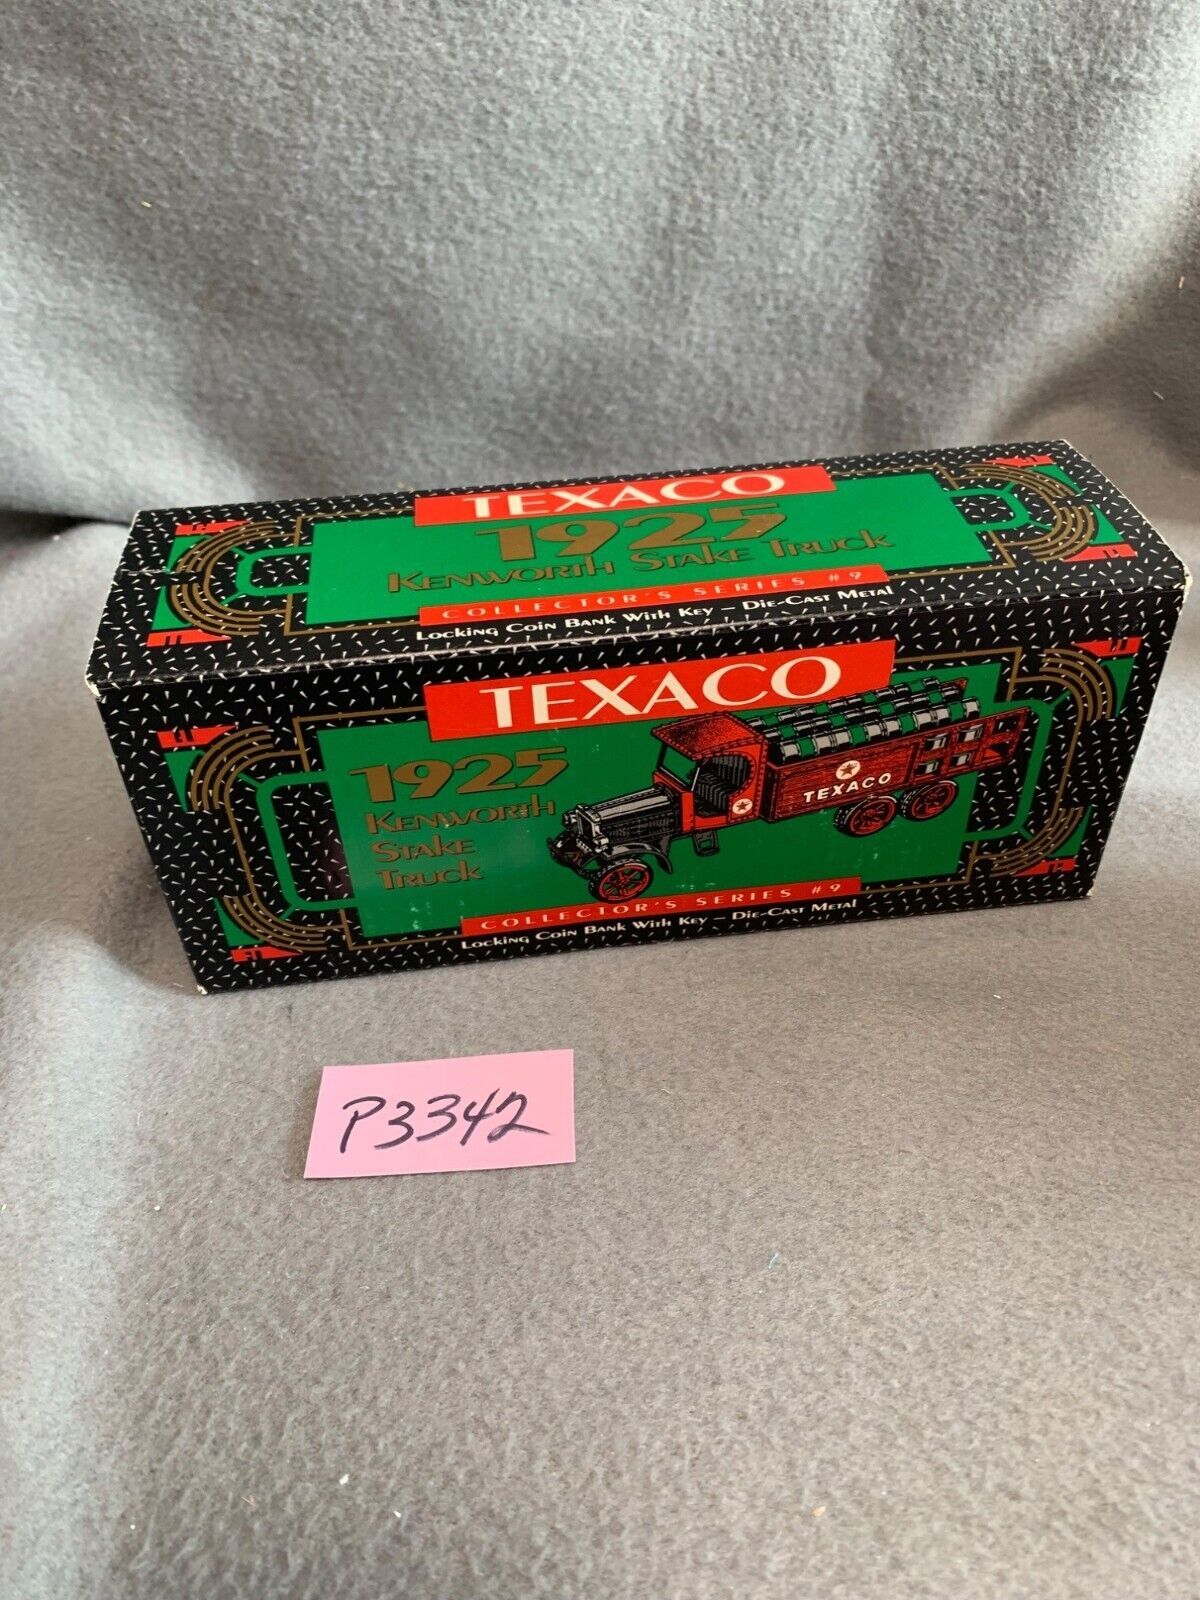 TEXACO
1925
Kenworth Stake Truck
COLLECTOR'S SERIES #9
Locking Coin Bank With Key – Die-Cast Metal
TEXACO
1925
Kenworth
Stake
Truck
TEXACO
COLLECTOR'S SERIES #9
Locking Coin Bank With Key – Die-Cast Metal
P3342